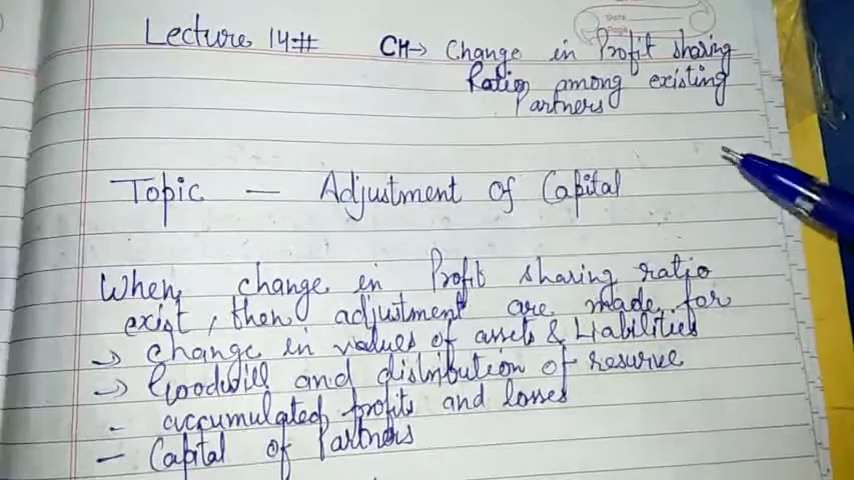 Date
Lecture 14:#
CH→ Change in Profit sharing
Ratio among existing
Partners
Topic — Adjustment of Capital
When change in Profit sharing ratio
exist, then adjustment are made for
→ change in values of assets & Liabilities
→ Goodwill and distribution of reserve
- accumulated profits and losses
- Capital of Partners